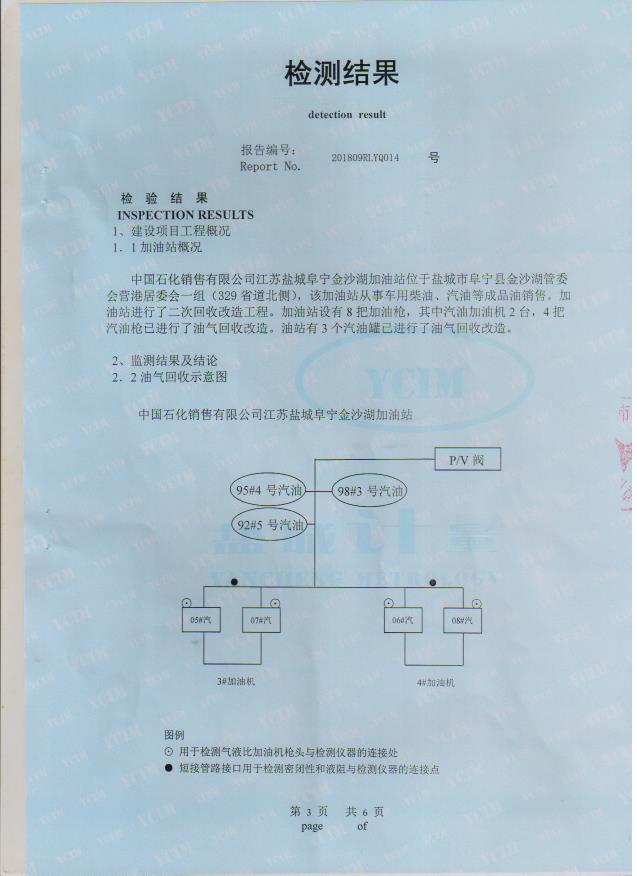 检测结果
detection result
报告编号：
Report No.
201809RLYQ014 号
检 验 结 果
INSPECTION RESULTS
1、建设项目工程概况
1．1 加油站概况
中国石化销售有限公司江苏盐城阜宁金沙湖加油站位于盐城市阜宁县金沙湖管委
会营港居委会一组（329 省道北侧），该加油站从事车用柴油、汽油等成品油销售。加
油站进行了二次回收改造工程。加油站设有 8 把加油枪，其中汽油加油机 2 台，4 把
汽油枪已进行了油气回收改造。油站有 3 个汽油罐已进行了油气回收改造。
2、监测结果及结论
2．2 油气回收示意图
YCIM
中国石化销售有限公司江苏盐城阜宁金沙湖加油站
P/V 阀
95#4 号汽油
98#3 号汽油
92#5 号汽油
盐城计量
YANCHENG METROLOGY
05#汽
07#汽
06#汽
08#汽
3#加油机
4#加油机
图例
⊙ 用于检测气液比加油机枪头与检测仪器的连接处
● 短接管路接口用于检测密闭性和液阻与检测仪器的连接点
第 3 页 共 6 页
page of